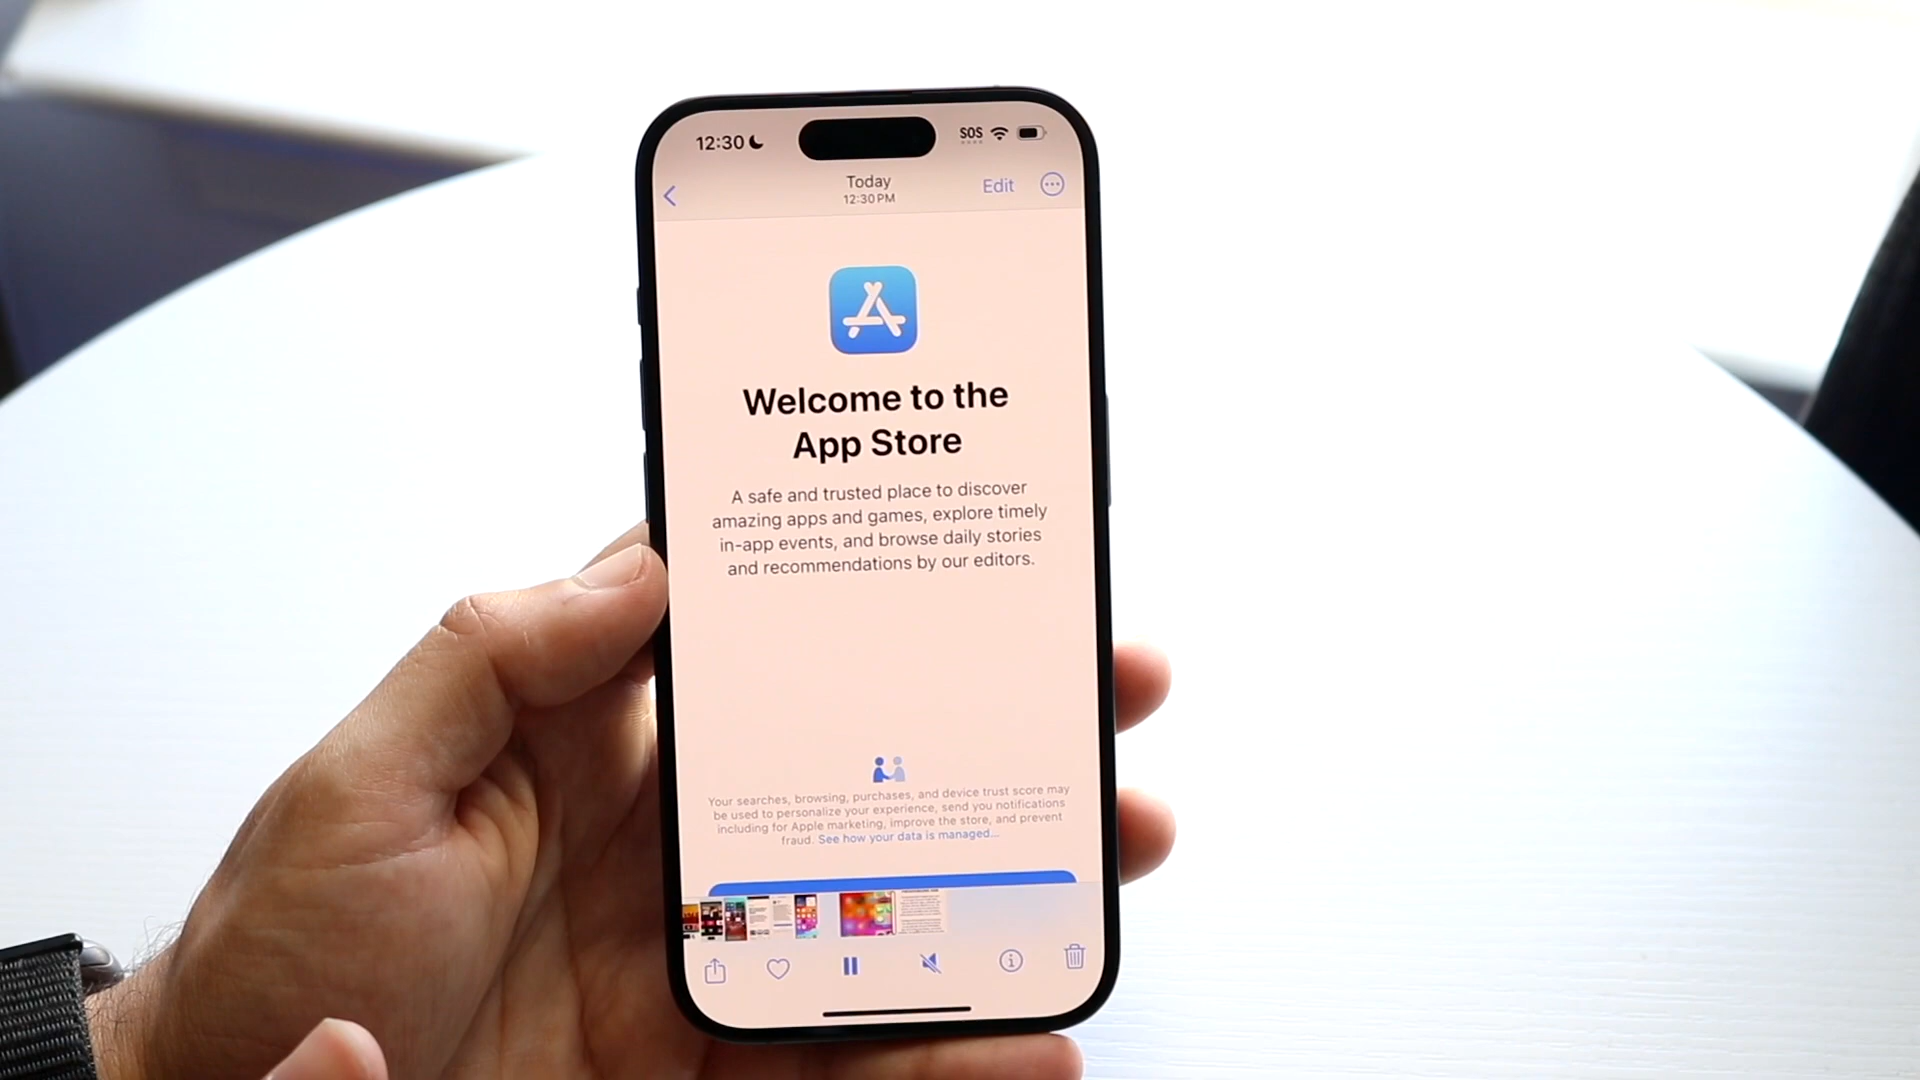 12:30
SOS
Today
12:30 PM
Edit
Welcome to the
App Store
A safe and trusted place to discover
amazing apps and games, explore timely
in-app events, and browse daily stories
and recommendations by our editors.
Your searches, browsing, purchases, and device trust score may
be used to personalize your experience, send you notifications
including for Apple marketing, improve the store, and prevent
fraud. See how your data is managed...